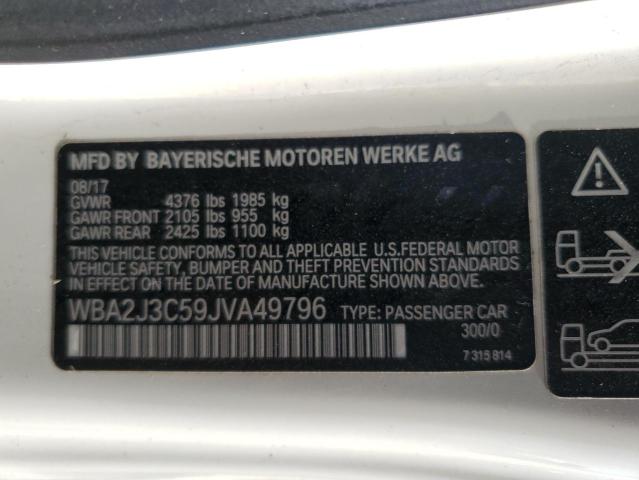 MFD BY BAYERISCHE MOTOREN WERKE AG
08/17
GVWR 4376 lbs 1985 kg
GAWR FRONT 2105 lbs 955 kg
GAWR REAR 2425 lbs 1100 kg
THIS VEHICLE CONFORMS TO ALL APPLICABLE U.S.FEDERAL MOTOR
VEHICLE SAFETY, BUMPER, AND THEFT PREVENTION STANDARDS
IN EFFECT ON THE DATE OF MANUFACTURE SHOWN ABOVE.
WBA2J3C59JVA49796 TYPE: PASSENGER CAR
300/0
7 315 814